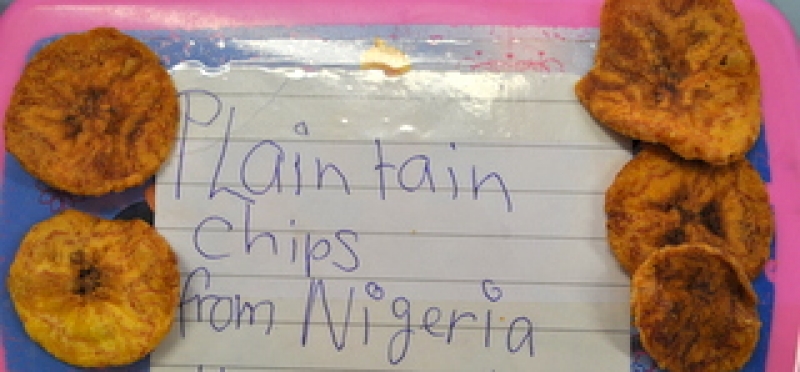 Plaintain
chips
from Nigeria